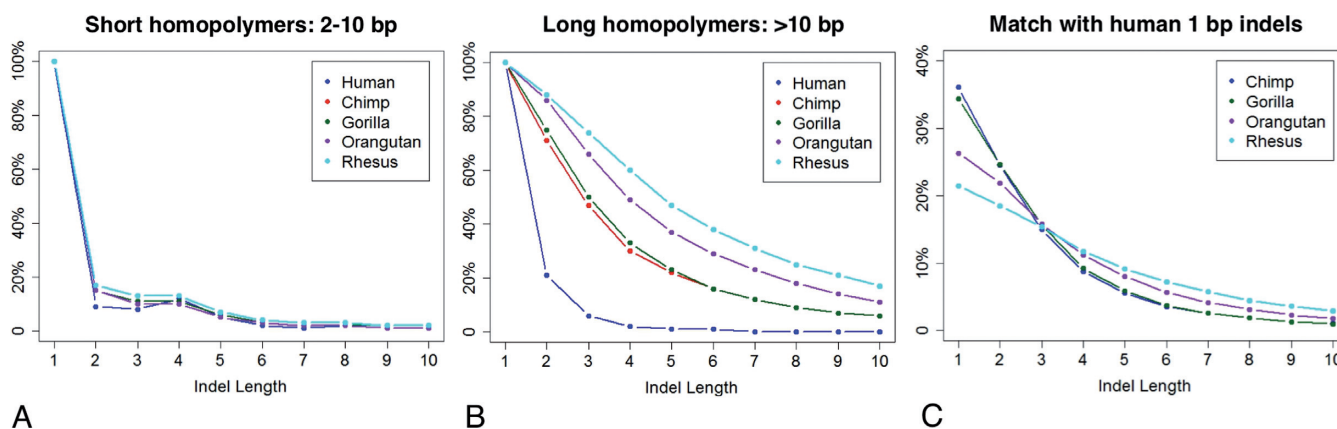 Short homopolymers: 2-10 bp
100%
80%
60%
40%
20%
0
Human
Chimp
Gorilla
Orangutan
Rhesus
1 2 3 4 5 6 7 8 9 10
Indel Length
A
Long homopolymers: >10 bp
100%
80%
60%
40%
20%
0
Human
Chimp
Gorilla
Orangutan
Rhesus
1 2 3 4 5 6 7 8 9 10
Indel Length
B
Match with human 1 bp indels
40%
30%
20%
10%
0
Chimp
Gorilla
Orangutan
Rhesus
1 2 3 4 5 6 7 8 9 10
Indel Length
C